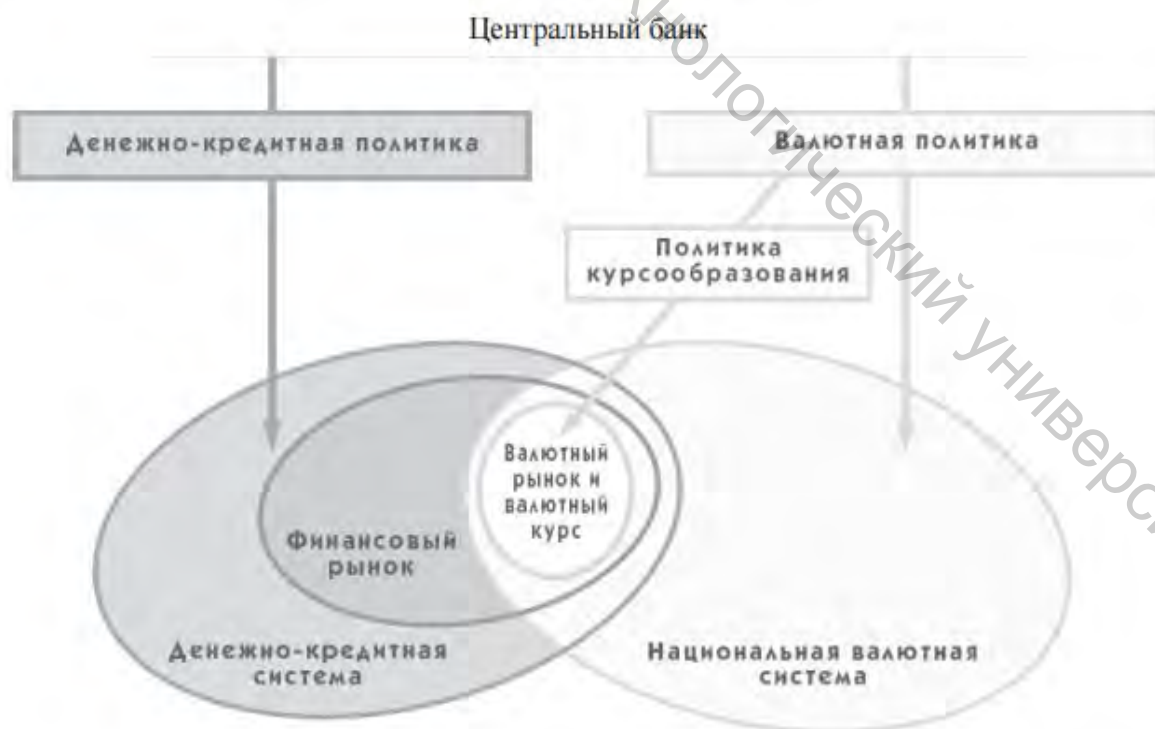 Центральный банк
Денежно-кредитная политика
Валютная политика
Политика
курсообразования
Валютный
рынок и
валютный
курс
Финансовый
рынок
Денежно-кредитная
система
Национальная валютная
система